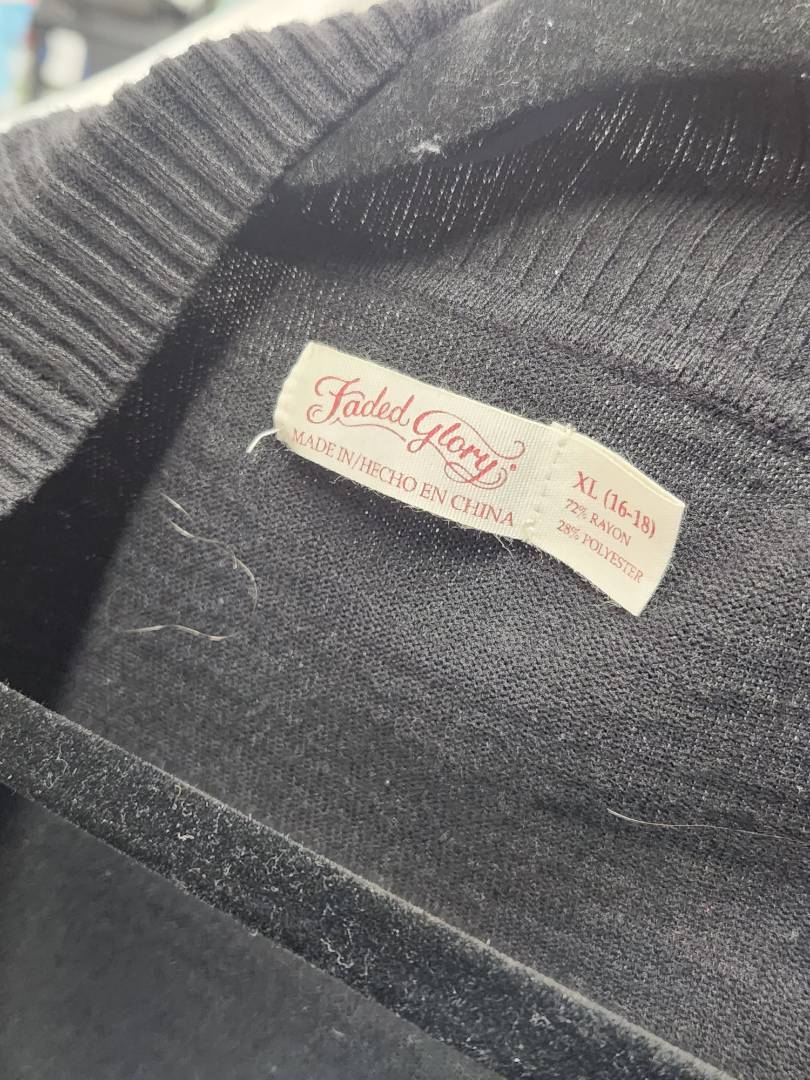 Faded Glory®
MADE IN/HECHO EN CHINA
XL (16-18)
72% RAYON
28% POLYESTER